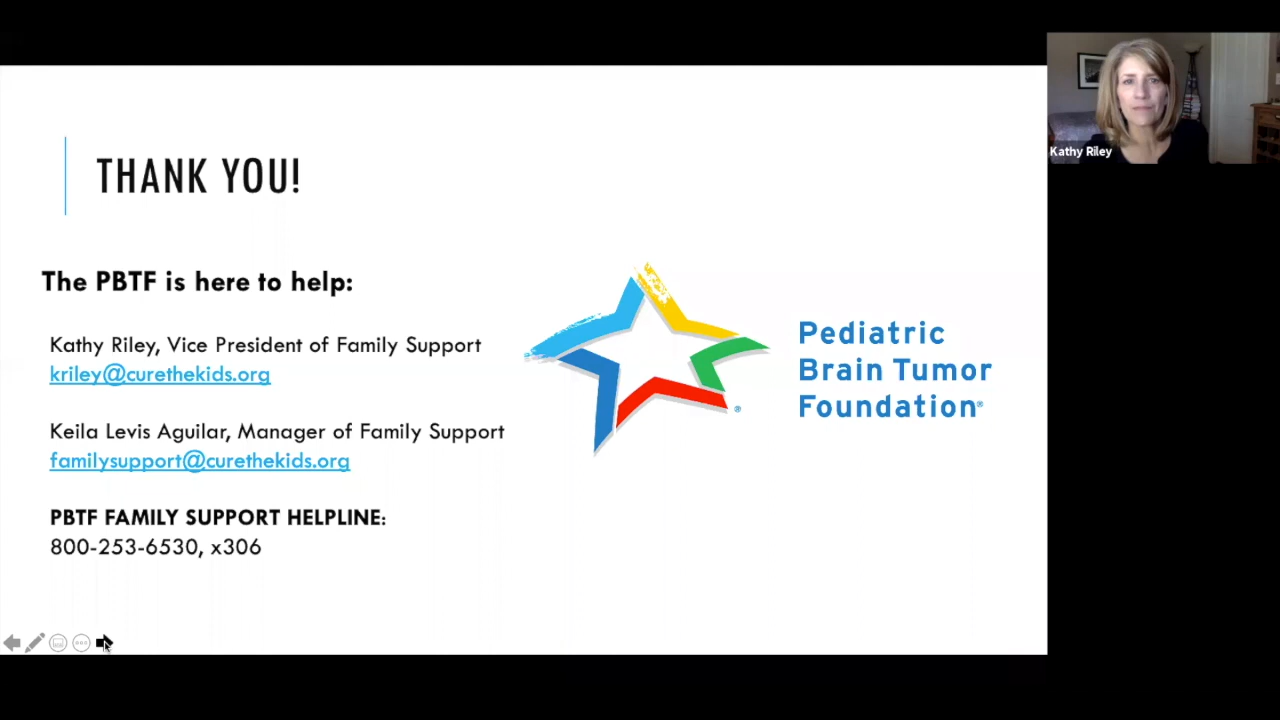 THANK YOU!
The PBTF is here to help:
Kathy Riley, Vice President of Family Support
kriley@curethekids.org
Keila Levis Aguilar, Manager of Family Support
familysupport@curethekids.org
PBTF FAMILY SUPPORT HELPLINE:
800-253-6530, x306
®
Pediatric
Brain Tumor
Foundation®
Kathy Riley